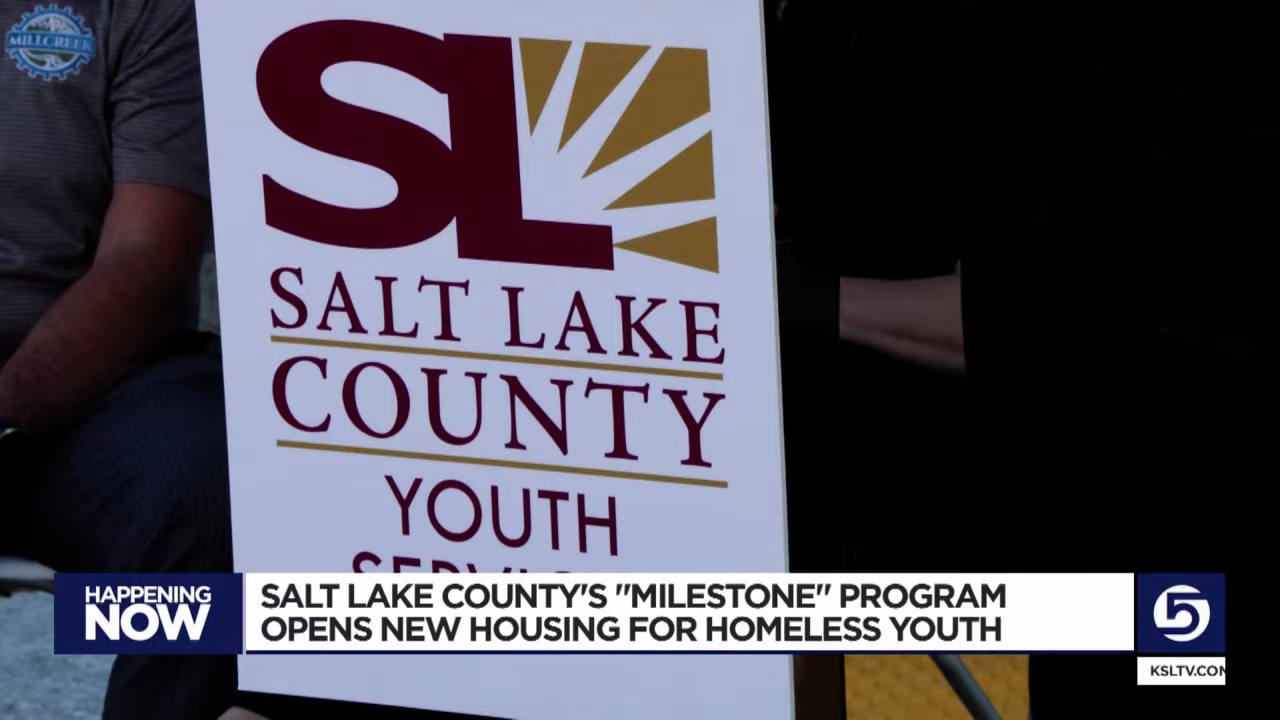 MILLCREEK
SL
SALT LAKE
COUNTY
YOUTH
HAPPENING
NOW
SALT LAKE COUNTY'S "MILESTONE" PROGRAM
OPENS NEW HOUSING FOR HOMELESS YOUTH
5
KSLTV.COM